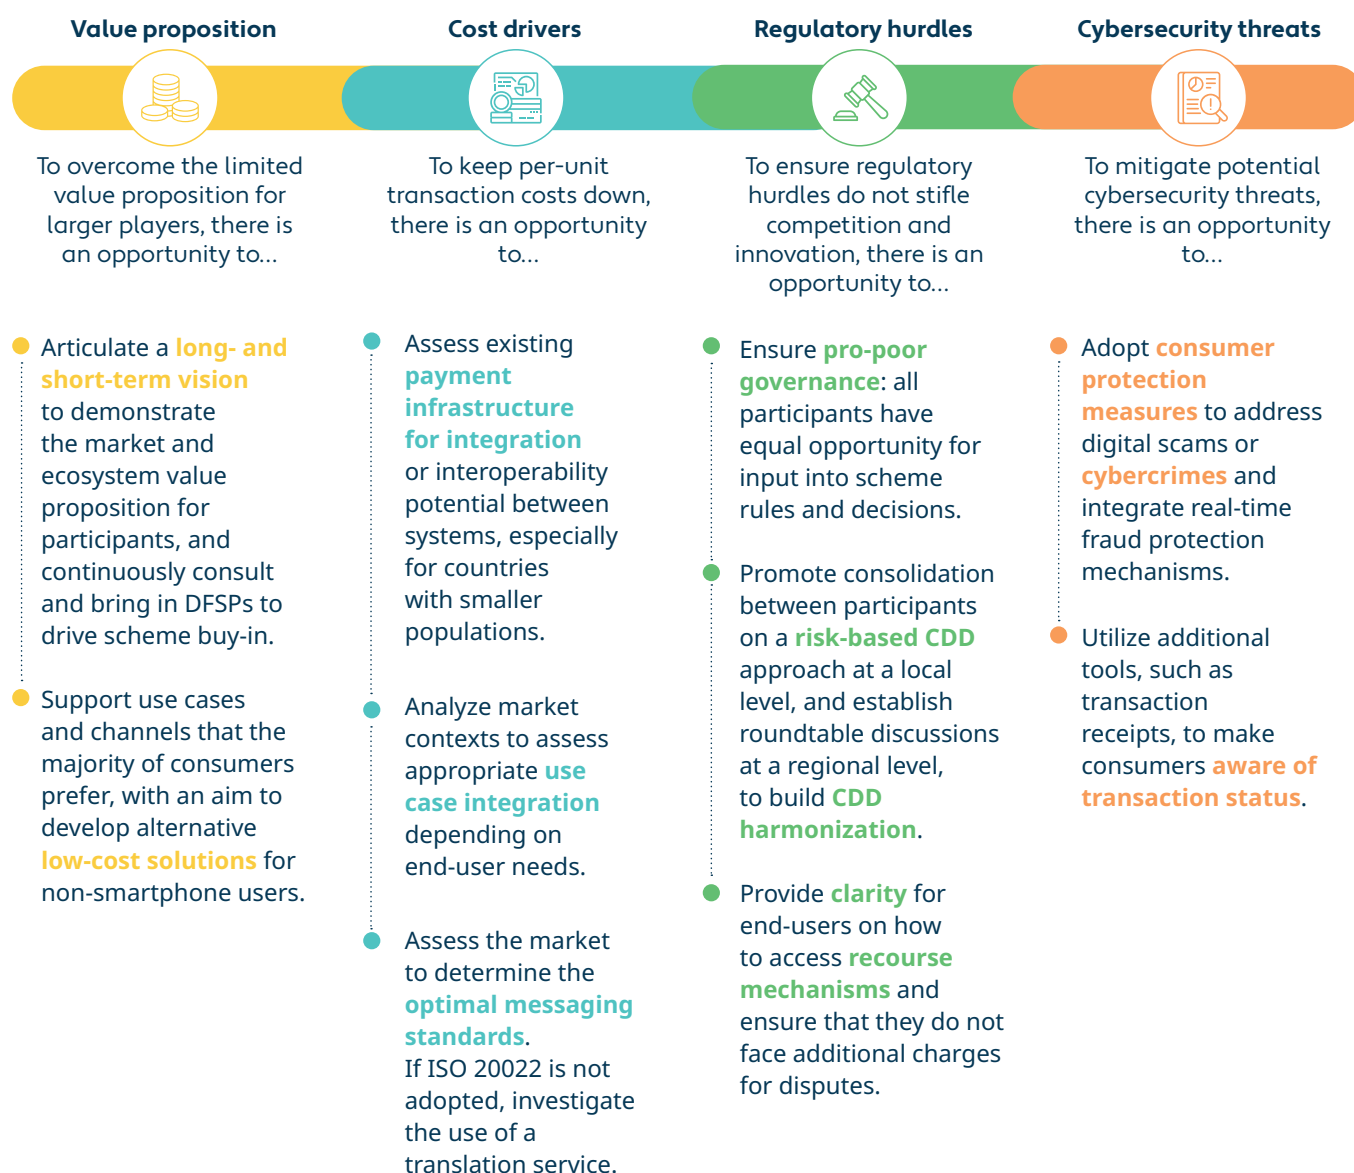 Value proposition
To overcome the limited
value proposition for
larger players, there is
an opportunity to...
Articulate a long- and
short-term vision
to demonstrate
the market and
ecosystem value
proposition for
participants, and
continuously consult
and bring in DFSPs to
drive scheme buy-in.
Support use cases
and channels that the
majority of consumers
prefer, with an aim to
develop alternative
low-cost solutions for
non-smartphone users.
Cost drivers
To keep per-unit
transaction costs down,
there is an opportunity
to...
Assess existing
payment
infrastructure
for integration
or interoperability
potential between
systems, especially
for countries
with smaller
populations.
Analyze market
contexts to assess
appropriate use
case integration
depending on
end-user needs.
Assess the market
to determine the
optimal messaging
standards.
If ISO 20022 is not
adopted, investigate
the use of a
translation service.
Regulatory hurdles
To ensure regulatory
hurdles do not stifle
competition and
innovation, there is an
opportunity to...
Ensure pro-poor
governance: all
participants have
equal opportunity for
input into scheme
rules and decisions.
Promote consolidation
between participants
on a risk-based CDD
approach at a local
level, and establish
roundtable discussions
at a regional level,
to build CDD
harmonization.
Provide clarity for
end-users on how
to access recourse
mechanisms and
ensure that they do not
face additional charges
for disputes.
Cybersecurity threats
To mitigate potential
cybersecurity threats,
there is an opportunity
to...
Adopt consumer
protection
measures to address
digital scams or
cybercrimes and
integrate real-time
fraud protection
mechanisms.
Utilize additional
tools, such as
transaction
receipts, to make
consumers aware of
transaction status.